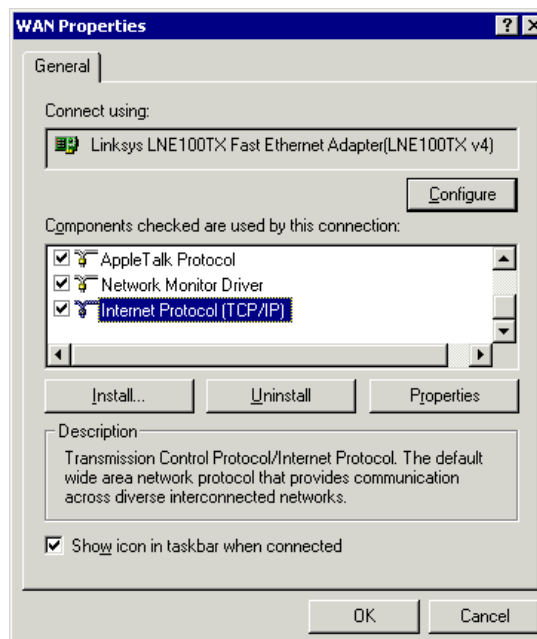 WAN Properties
General
Connect using:
Linksys LNE100TX Fast Ethernet Adapter(LNE100TX v4)
Configure
Components checked are used by this connection:
AppleTalk Protocol
Network Monitor Driver
Internet Protocol (TCP/IP)
Install... Uninstall Properties
Description
Transmission Control Protocol/Internet Protocol. The default
wide area network protocol that provides communication
across diverse interconnected networks.
Show icon in taskbar when connected
OK Cancel